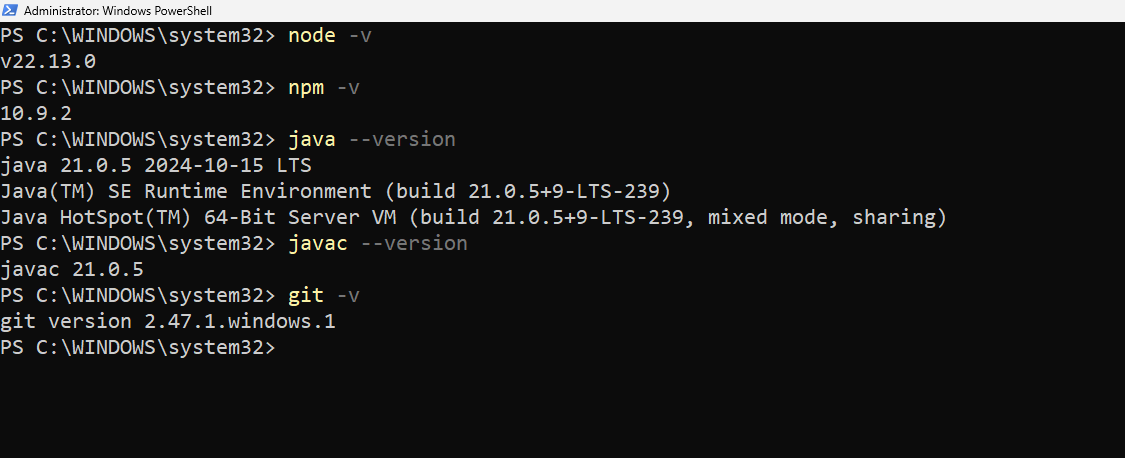 Administrator: Windows PowerShell
PS C:\WINDOWS\system32> node -v
v22.13.0
PS C:\WINDOWS\system32> npm -v
10.9.2
PS C:\WINDOWS\system32> java --version
java 21.0.5 2024-10-15 LTS
Java(TM) SE Runtime Environment (build 21.0.5+9-LTS-239)
Java HotSpot(TM) 64-Bit Server VM (build 21.0.5+9-LTS-239, mixed mode, sharing)
PS C:\WINDOWS\system32> javac --version
javac 21.0.5
PS C:\WINDOWS\system32> git -v
git version 2.47.1.windows.1
PS C:\WINDOWS\system32>